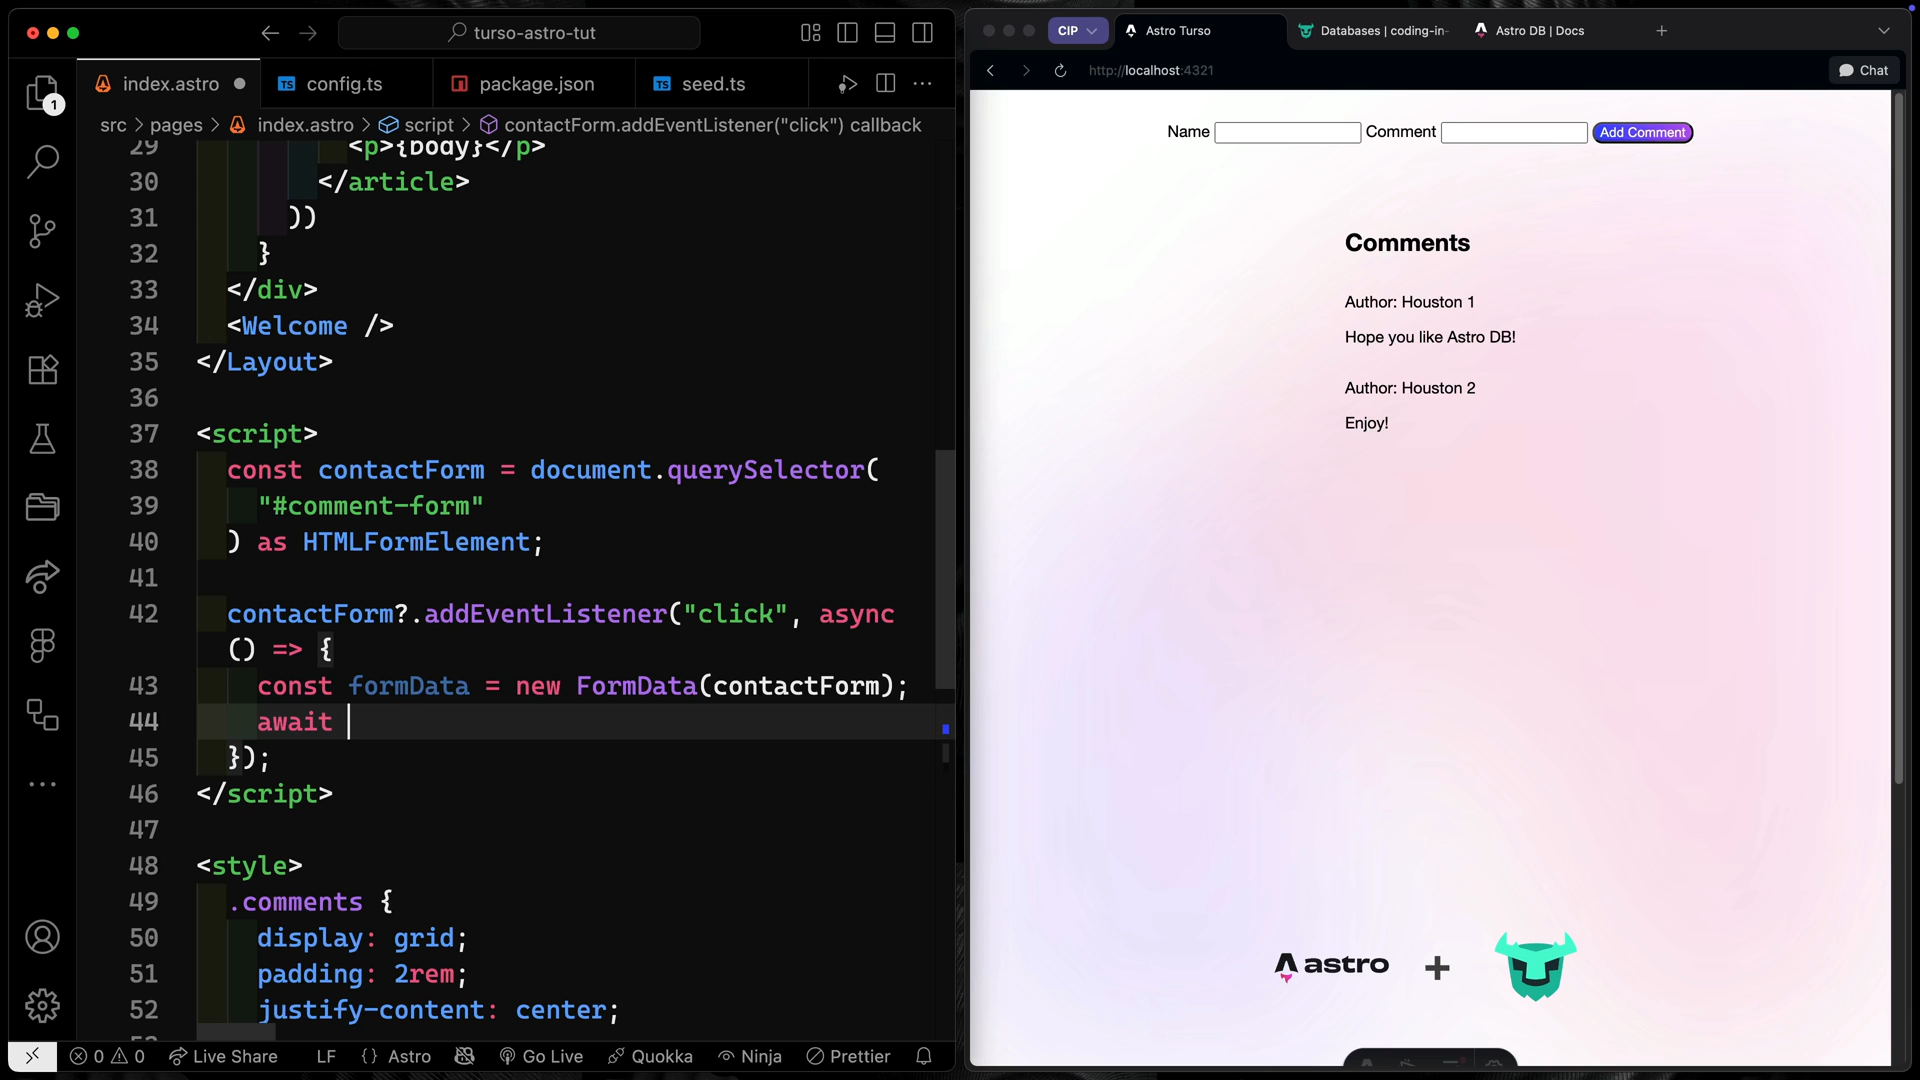 turso-astro-tut
index.astro
config.ts
package.json
seed.ts
src > pages > index.astro > script > contactForm.addEventListener("click") callback
29 <p>{body}</p>
30 </article>
31 ))
32 }
33 </div>
34 <Welcome />
35 </Layout>
36
37 <script>
38 const contactForm = document.querySelector(
39 "#comment-form"
40 ) as HTMLFormElement;
41
42 contactForm?.addEventListener("click", async
() => {
43 const formData = new FormData(contactForm);
44 await
45 });
46 </script>
47
48 <style>
49 .comments {
50 display: grid;
51 padding: 2rem;
52 justify-content: center;
1
0 0 Live Share LF {} Astro Go Live Quokka Ninja Prettier
CIP
Astro Turso
Databases | coding-in-
Astro DB | Docs
http://localhost:4321
Chat
Name Comment Add Comment
Comments
Author: Houston 1
Hope you like Astro DB!
Author: Houston 2
Enjoy!
astro +